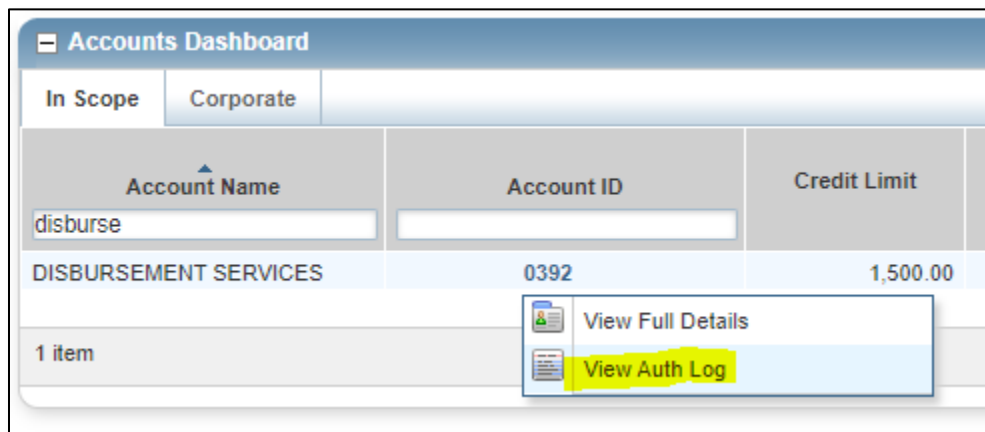 Accounts Dashboard
In Scope Corporate
Account Name Account ID Credit Limit
disburse
DISBURSEMENT SERVICES 0392 1,500.00
View Full Details
1 item
View Auth Log